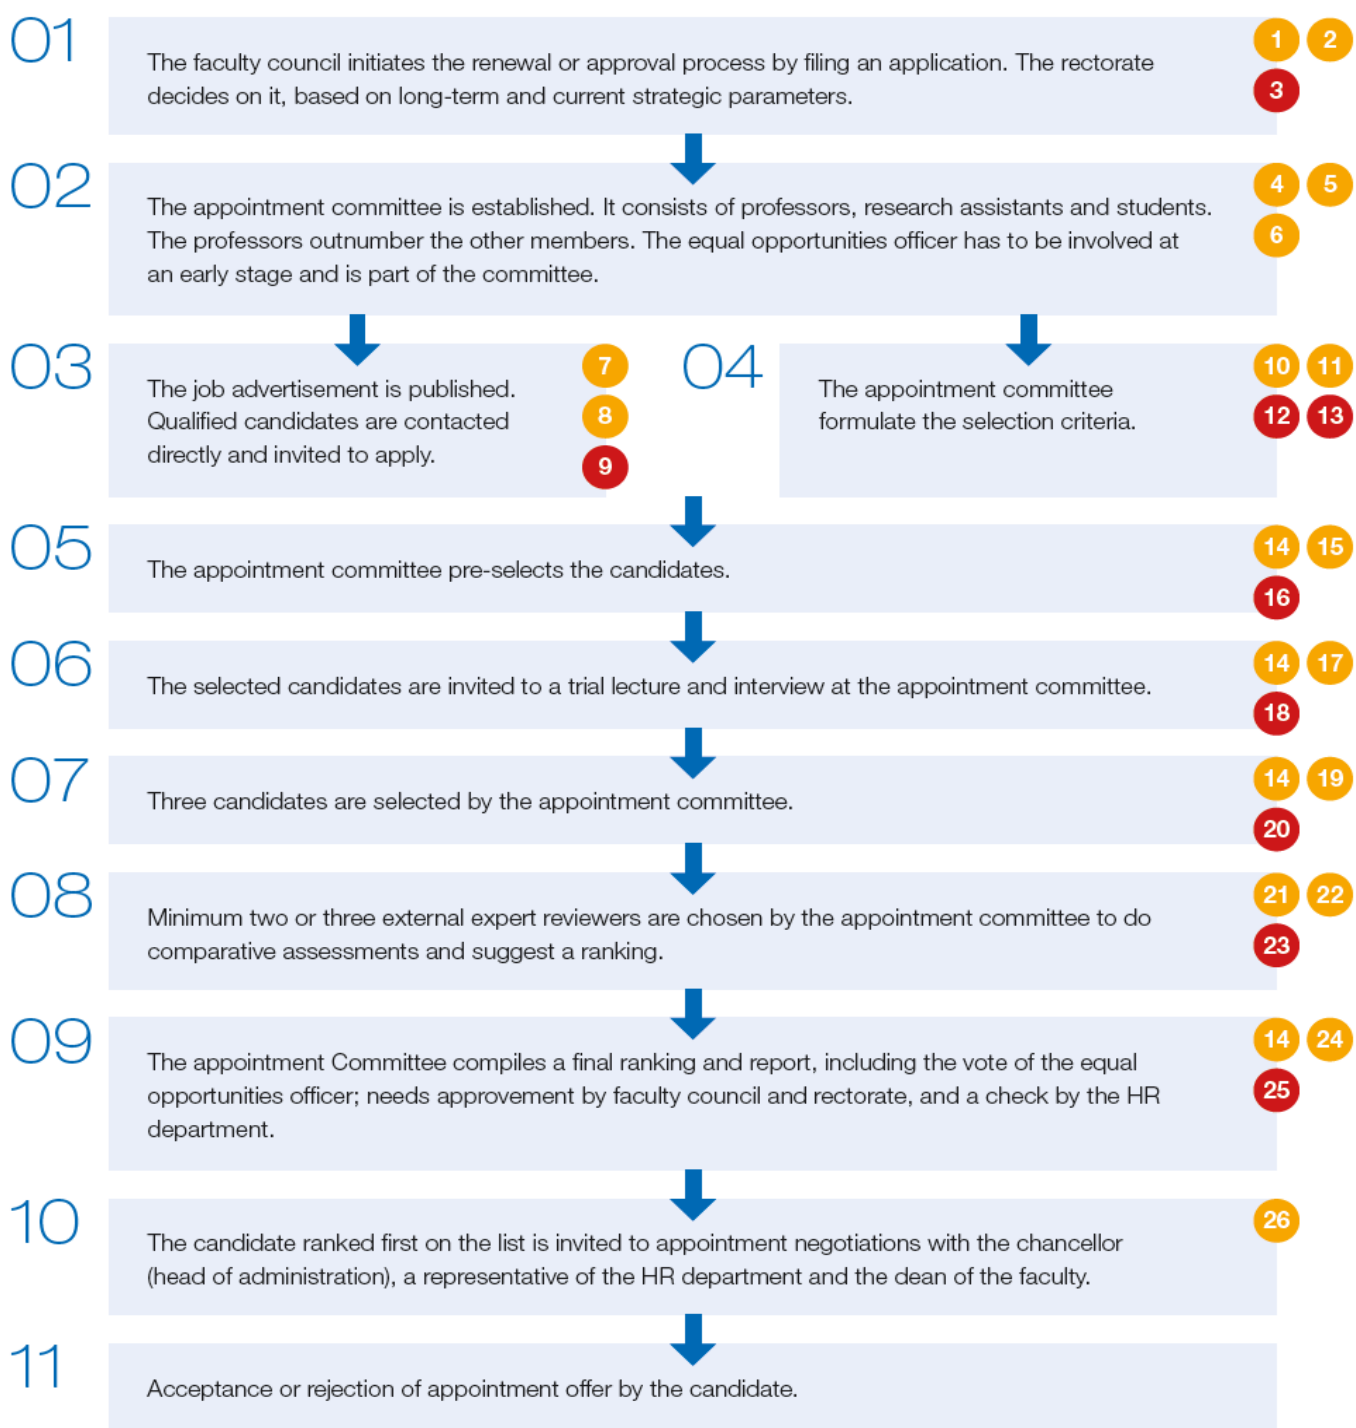 01
The faculty council initiates the renewal or approval process by filing an application. The rectorate
decides on it, based on long-term and current strategic parameters.
1 2
3
02
The appointment committee is established. It consists of professors, research assistants and students.
The professors outnumber the other members. The equal opportunities officer has to be involved at
an early stage and is part of the committee.
4 5
6
03
The job advertisement is published.
Qualified candidates are contacted
directly and invited to apply.
7
8
9
04
The appointment committee
formulate the selection criteria.
10 11
12 13
05
The appointment committee pre-selects the candidates.
14 15
16
06
The selected candidates are invited to a trial lecture and interview at the appointment committee.
14 17
18
07
Three candidates are selected by the appointment committee.
14 19
20
08
Minimum two or three external expert reviewers are chosen by the appointment committee to do
comparative assessments and suggest a ranking.
21 22
23
09
The appointment Committee compiles a final ranking and report, including the vote of the equal
opportunities officer; needs approvement by faculty council and rectorate, and a check by the HR
department.
14 24
25
10
The candidate ranked first on the list is invited to appointment negotiations with the chancellor
(head of administration), a representative of the HR department and the dean of the faculty.
26
11
Acceptance or rejection of appointment offer by the candidate.